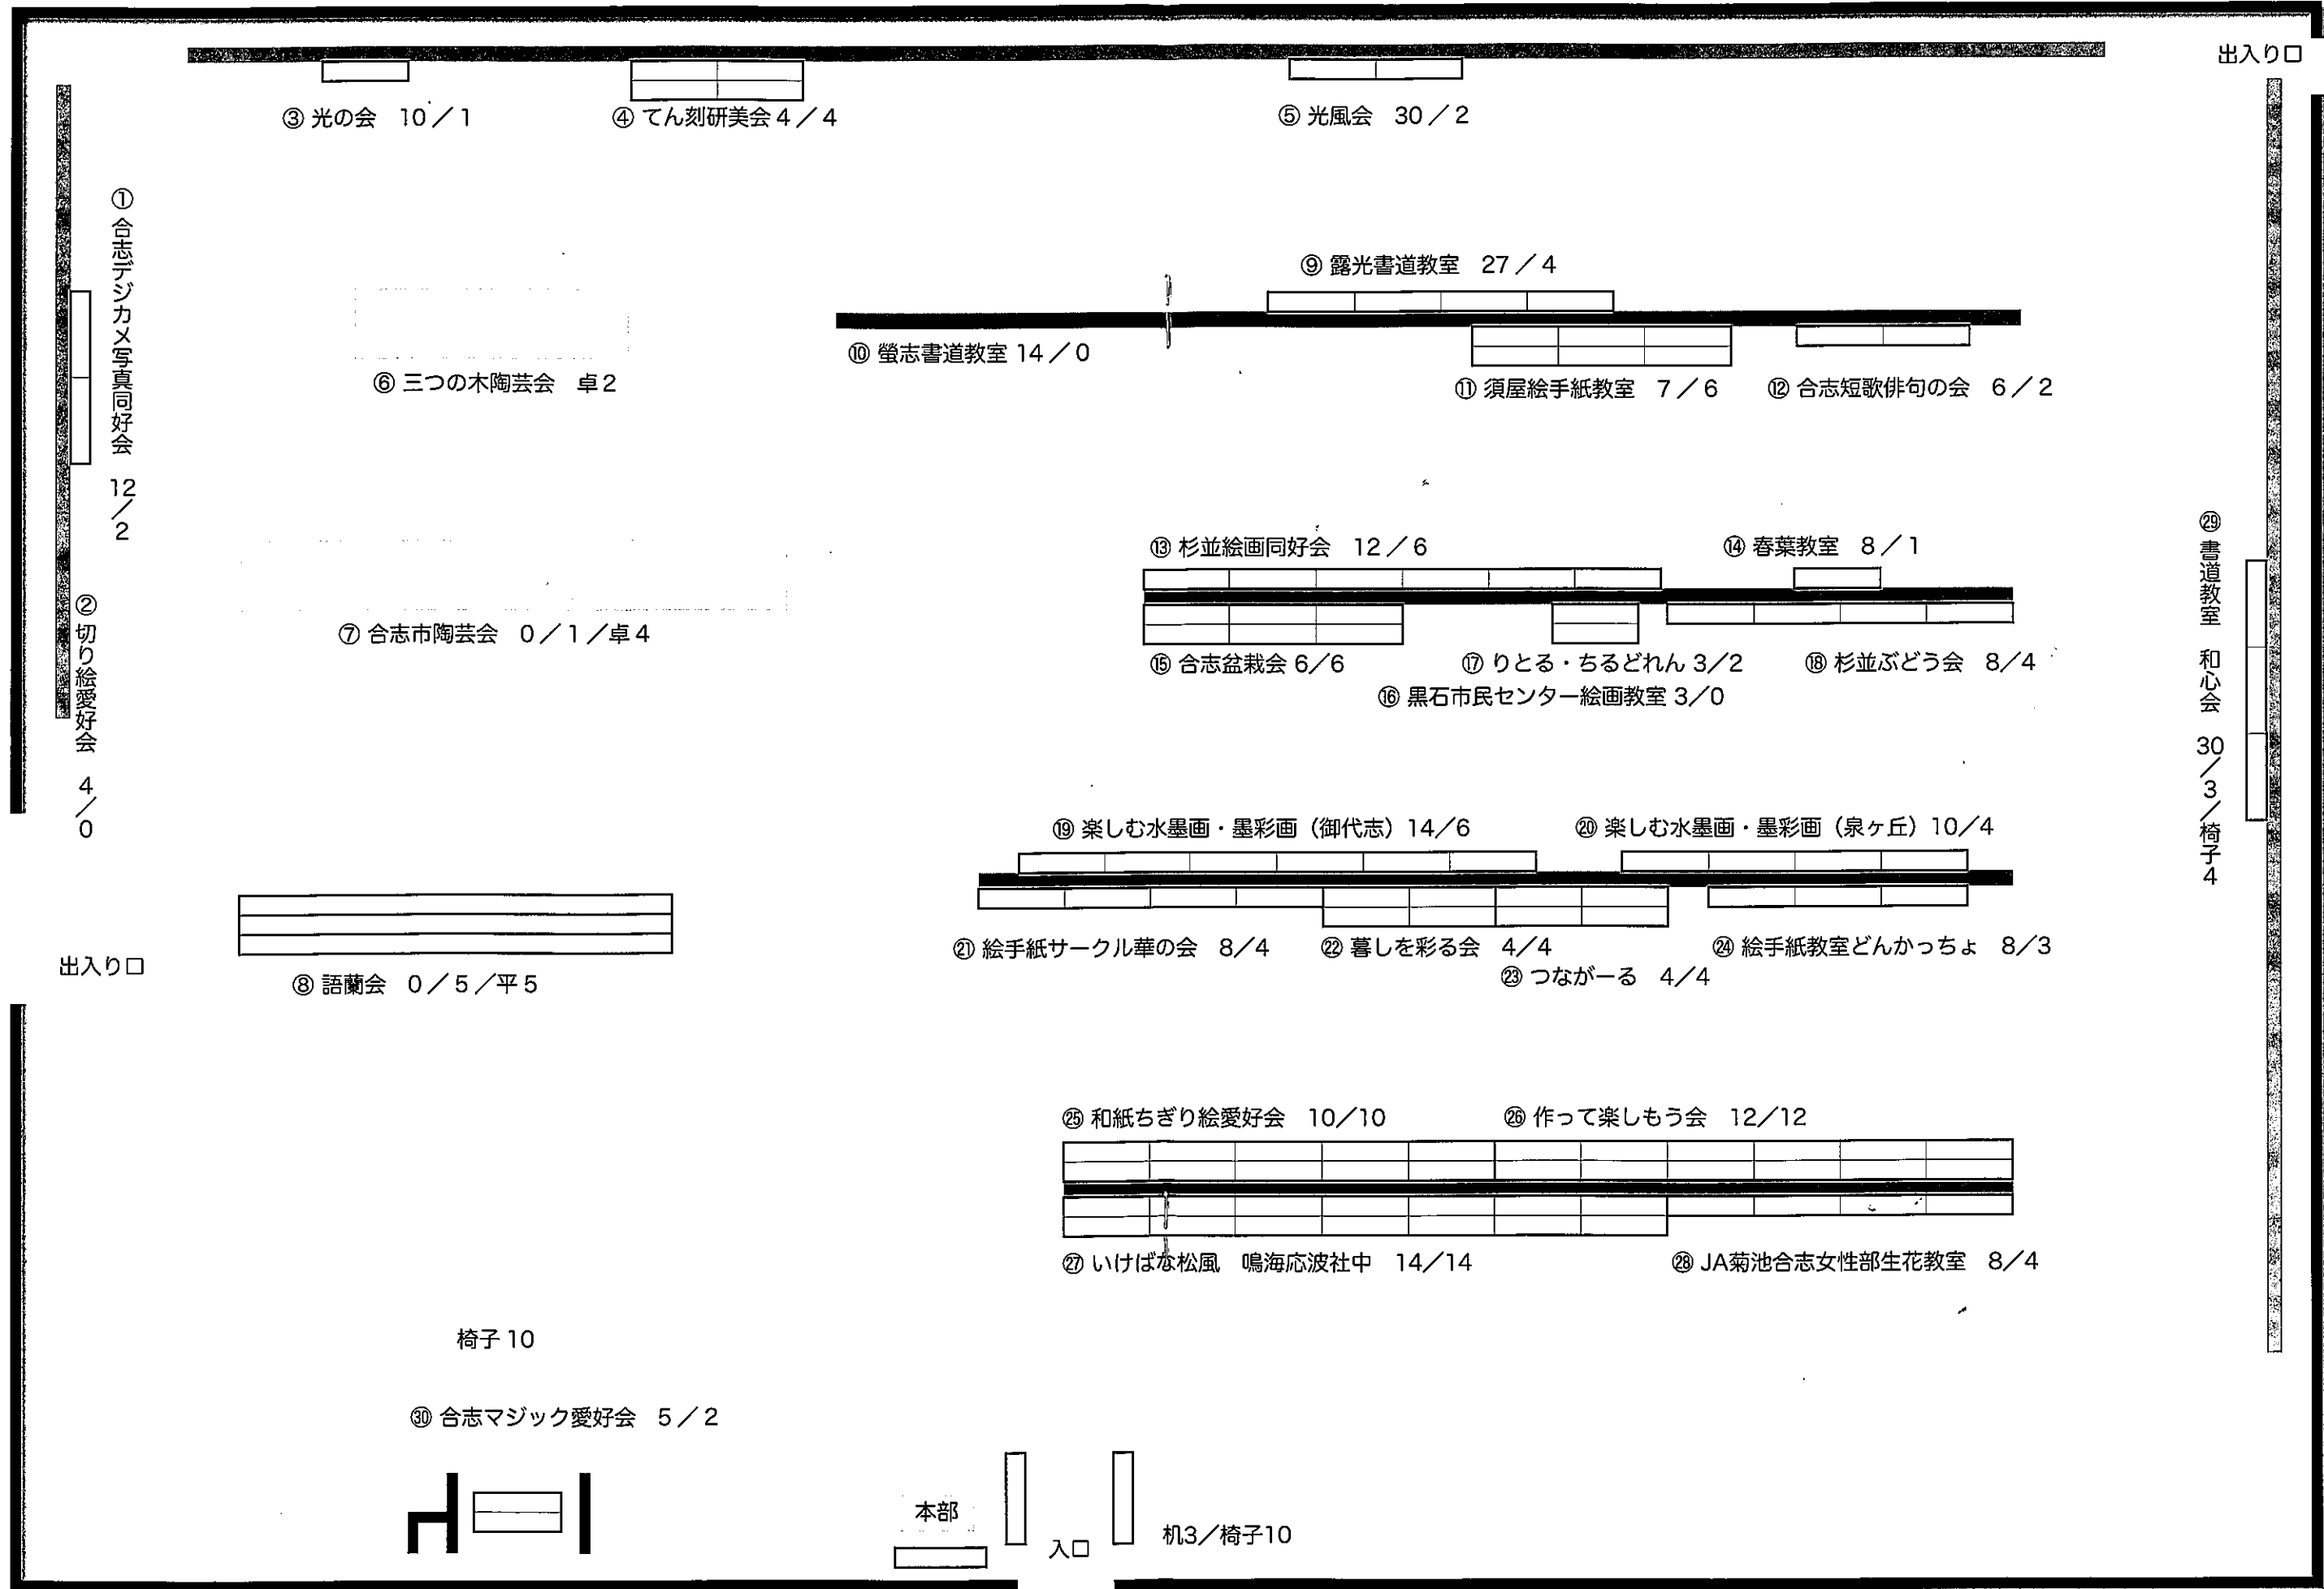 出入り口
③ 光の会　10／1
④ てん刻研美会 4／4
⑤ 光風会　30／2
① 合志デジカメ写真同好会　12／2
② 切り絵愛好会　4／0
⑨ 露光書道教室　27／4
⑩ 螢志書道教室 14／0
⑥ 三つの木陶芸会　卓2
⑪ 須屋絵手紙教室　7／6
⑫ 合志短歌俳句の会　6／2
⑬ 杉並絵画同好会　12／6
⑭ 春葉教室　8／1
⑦ 合志市陶芸会　0／1／卓4
⑮ 合志盆栽会 6／6
⑰ りとる・ちるどれん 3／2
⑱ 杉並ぶどう会　8／4
⑯ 黒石市民センター絵画教室 3／0
㉙ 書道教室　和心会　30／3／椅子4
⑲ 楽しむ水墨画・墨彩画（御代志）14／6
⑳ 楽しむ水墨画・墨彩画（泉ヶ丘）10／4
㉑ 絵手紙サークル華の会　8／4
㉒ 暮しを彩る会　4／4
㉔ 絵手紙教室どんかっちょ　8／3
㉓ つながーる　4／4
出入り口
⑧ 語蘭会　0／5／平5
㉕ 和紙ちぎり絵愛好会　10／10
㉖ 作って楽しもう会　12／12
㉗ いけばな松風　鳴海応波社中　14／14
㉘ JA菊池合志女性部生花教室　8／4
椅子 10
㉚ 合志マジック愛好会　5／2
本部
入口
机3／椅子10